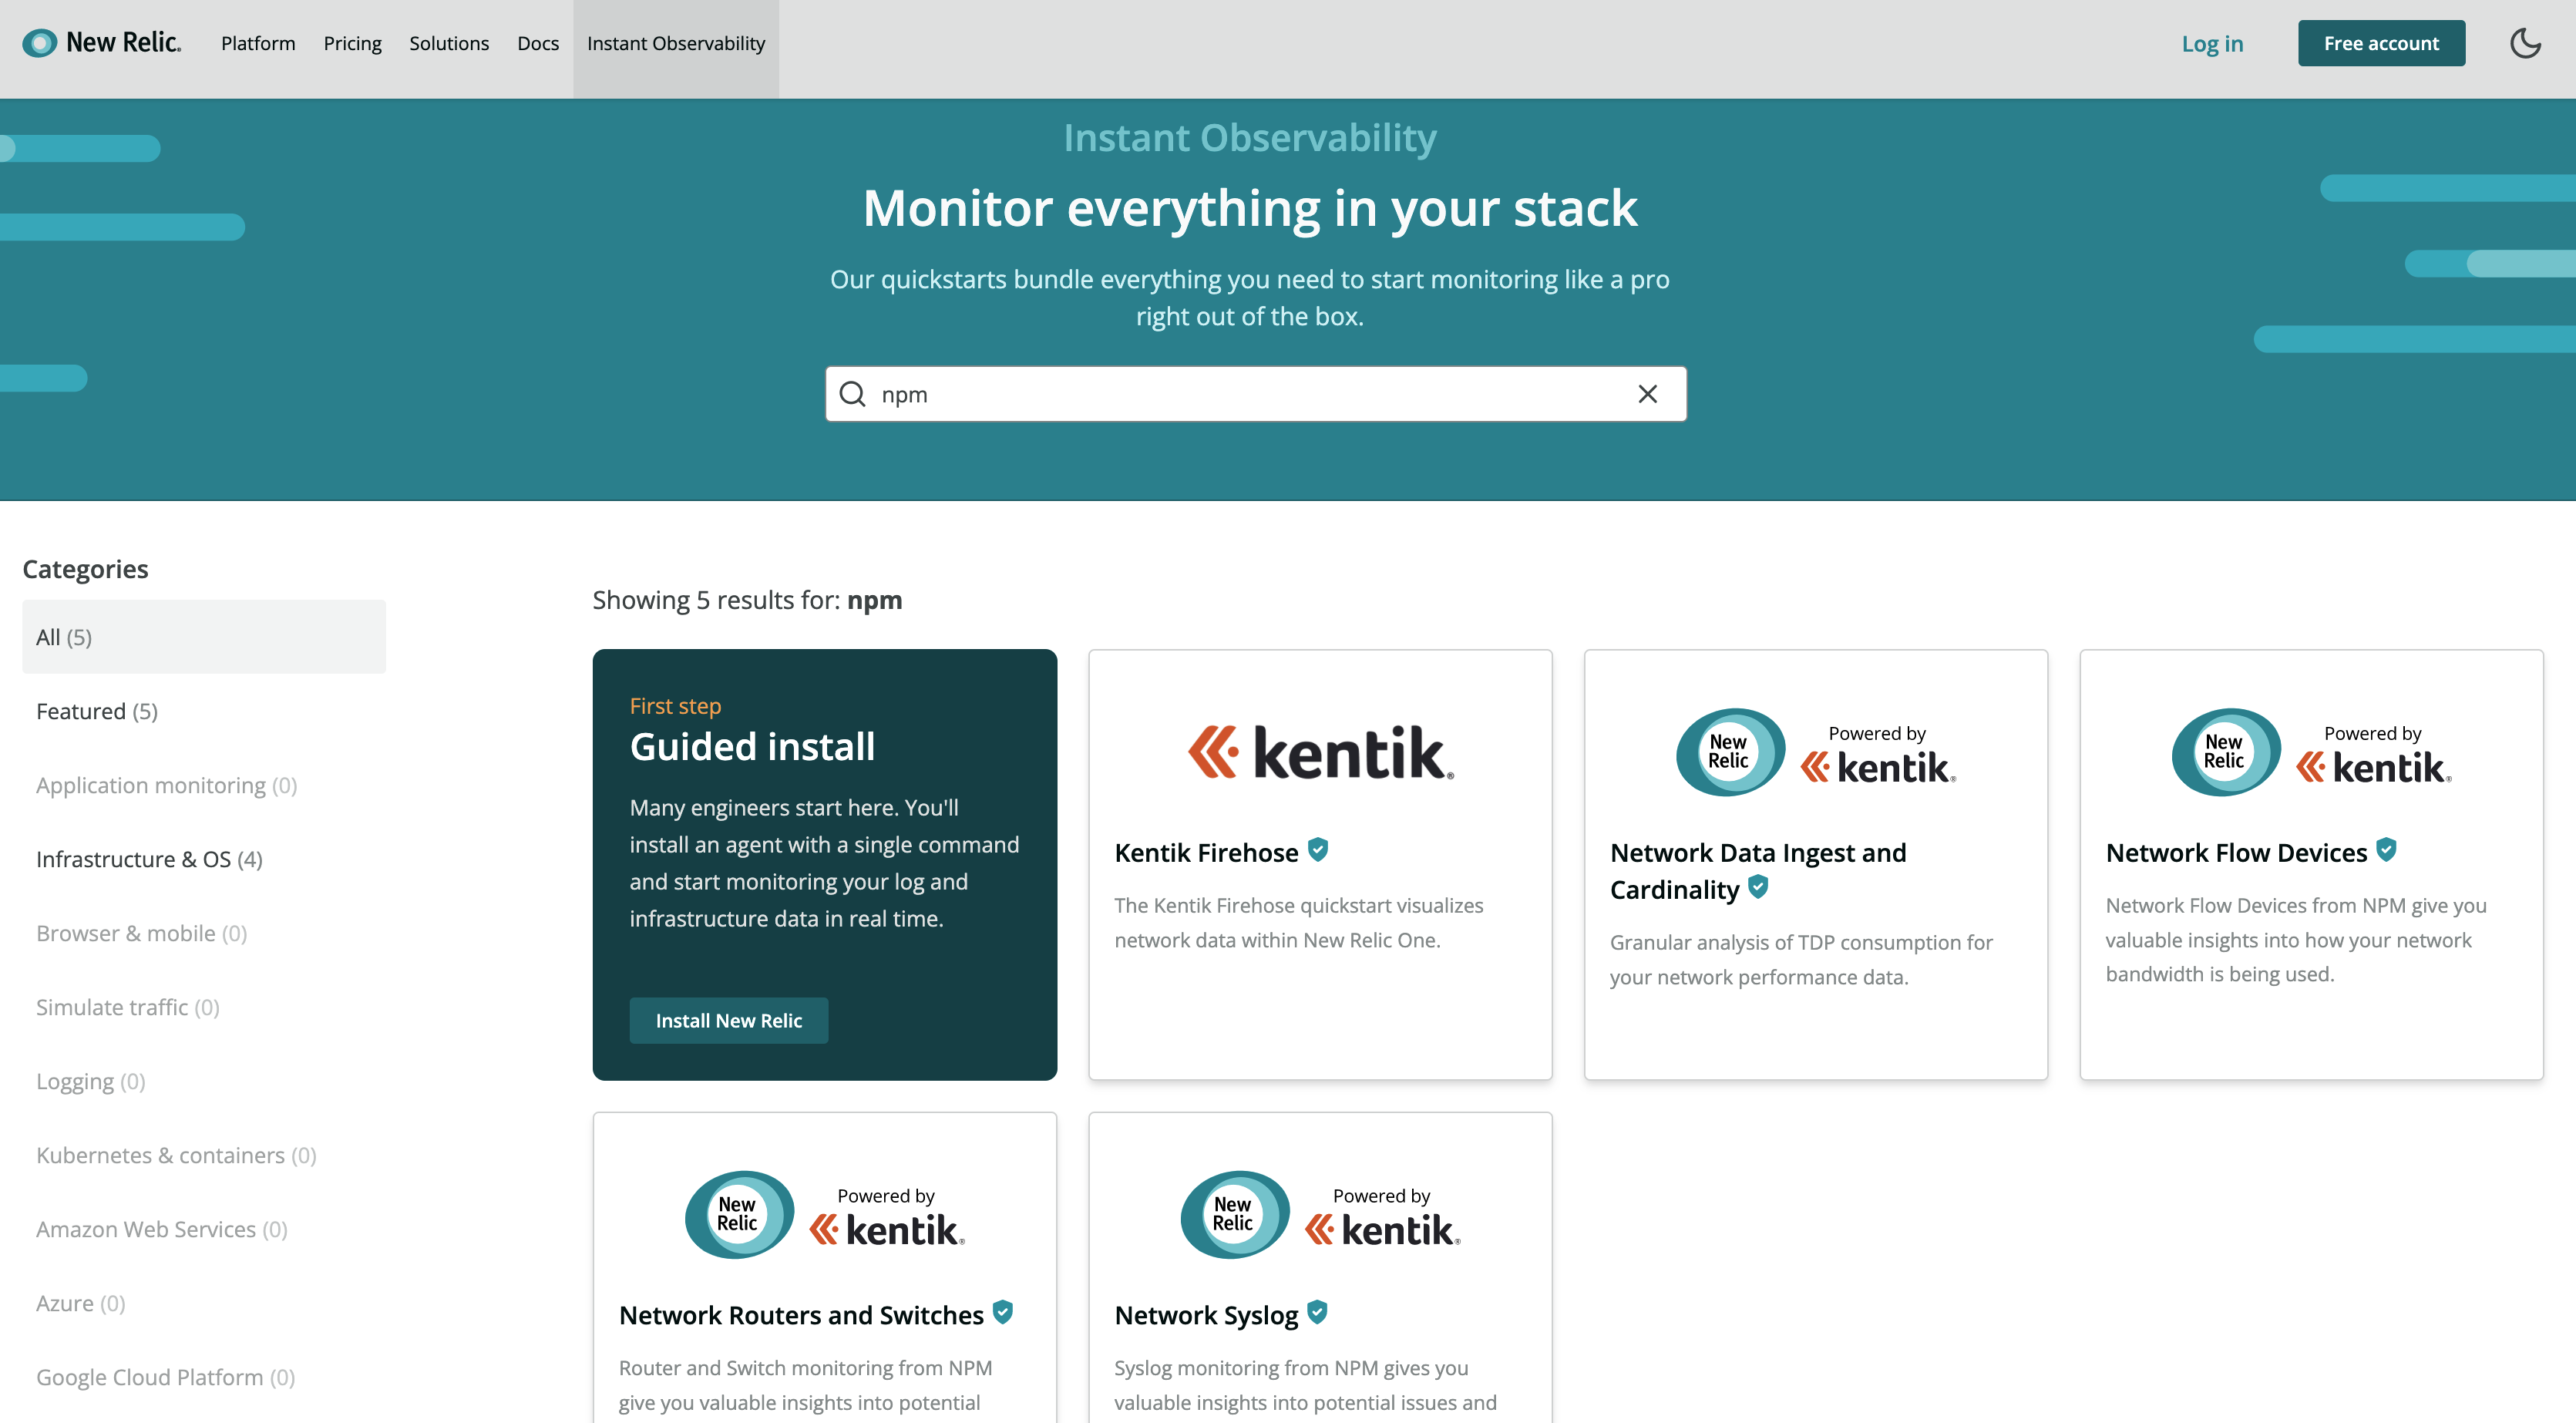 New Relic.
Platform
Pricing
Solutions
Docs
Instant Observability
Log in
Free account
Instant Observability
Monitor everything in your stack
Our quickstarts bundle everything you need to start monitoring like a pro
right out of the box.
npm
Categories
All (5)
Featured (5)
Application monitoring (0)
Infrastructure & OS (4)
Browser & mobile (0)
Simulate traffic (0)
Logging (0)
Kubernetes & containers (0)
Amazon Web Services (0)
Azure (0)
Google Cloud Platform (0)
Showing 5 results for: npm
First step
Guided install
Many engineers start here. You'll
install an agent with a single command
and start monitoring your log and
infrastructure data in real time.
Install New Relic
kentik®
Kentik Firehose
The Kentik Firehose quickstart visualizes
network data within New Relic One.
New
Relic
Powered by
kentik®
Network Data Ingest and
Cardinality
Granular analysis of TDP consumption for
your network performance data.
New
Relic
Powered by
kentik®
Network Flow Devices
Network Flow Devices from NPM give you
valuable insights into how your network
bandwidth is being used.
New
Relic
Powered by
kentik®
Network Routers and Switches
Router and Switch monitoring from NPM
give you valuable insights into potential
New
Relic
Powered by
kentik®
Network Syslog
Syslog monitoring from NPM gives you
valuable insights into potential issues and